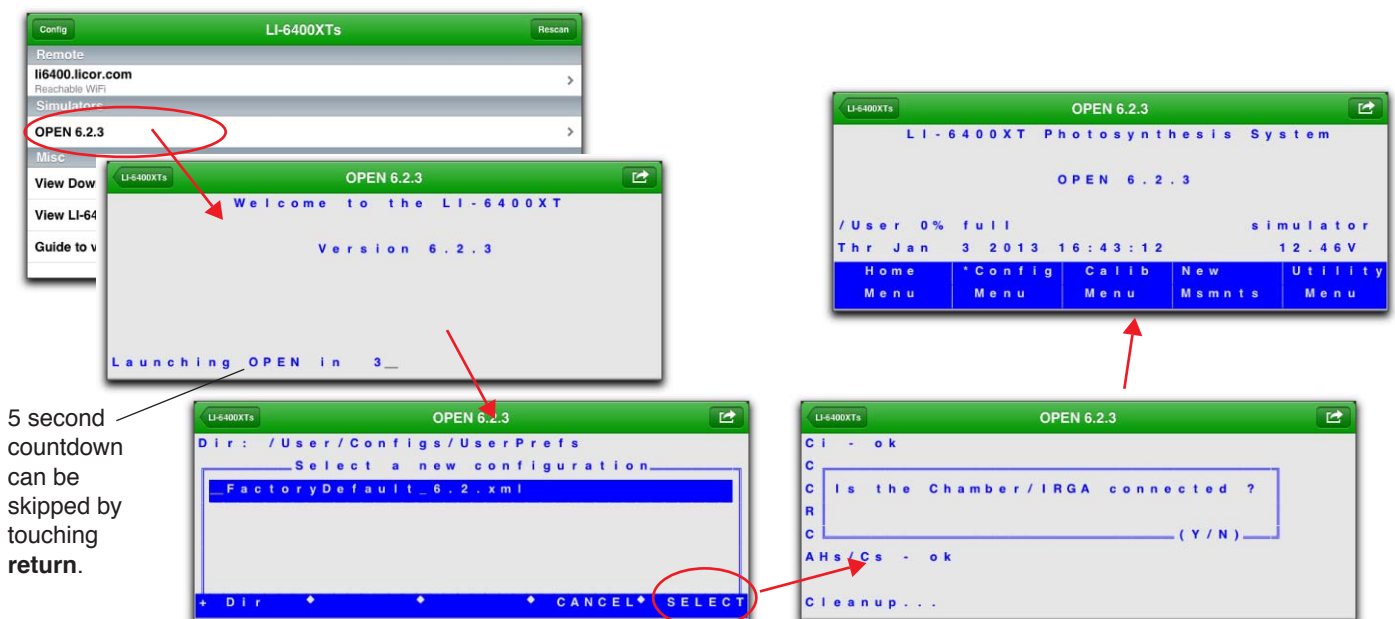 Config
LI-6400XTs
Rescan
Remote
li6400.licor.com
Reachable WiFi
Simulators
OPEN 6.2.3
Misc
View Dow
View LI-64
Guide to v
LI-6400XTs
OPEN 6.2.3
Welcome to the LI-6400XT
Version 6.2.3
Launching OPEN in 3_
5 second
countdown
can be
skipped by
touching
return.
LI-6400XTs
OPEN 6.2.3
Dir: /User/Configs/UserPrefs
Select a new configuration
_FactoryDefault_6.2.xml
+ Dir CANCEL SELECT
LI-6400XTs
OPEN 6.2.3
Ci - ok
C
C Is the Chamber/IRGA connected ?
R
C (Y/N)
AHs/Cs - ok
Cleanup...
LI-6400XTs
OPEN 6.2.3
LI-6400XT Photosynthesis System
OPEN 6.2.3
/User 0% full simulator
Thr Jan 3 2013 16:43:12 12.46V
Home *Config Calib New Utility
Menu Menu Menu Msmnts Menu